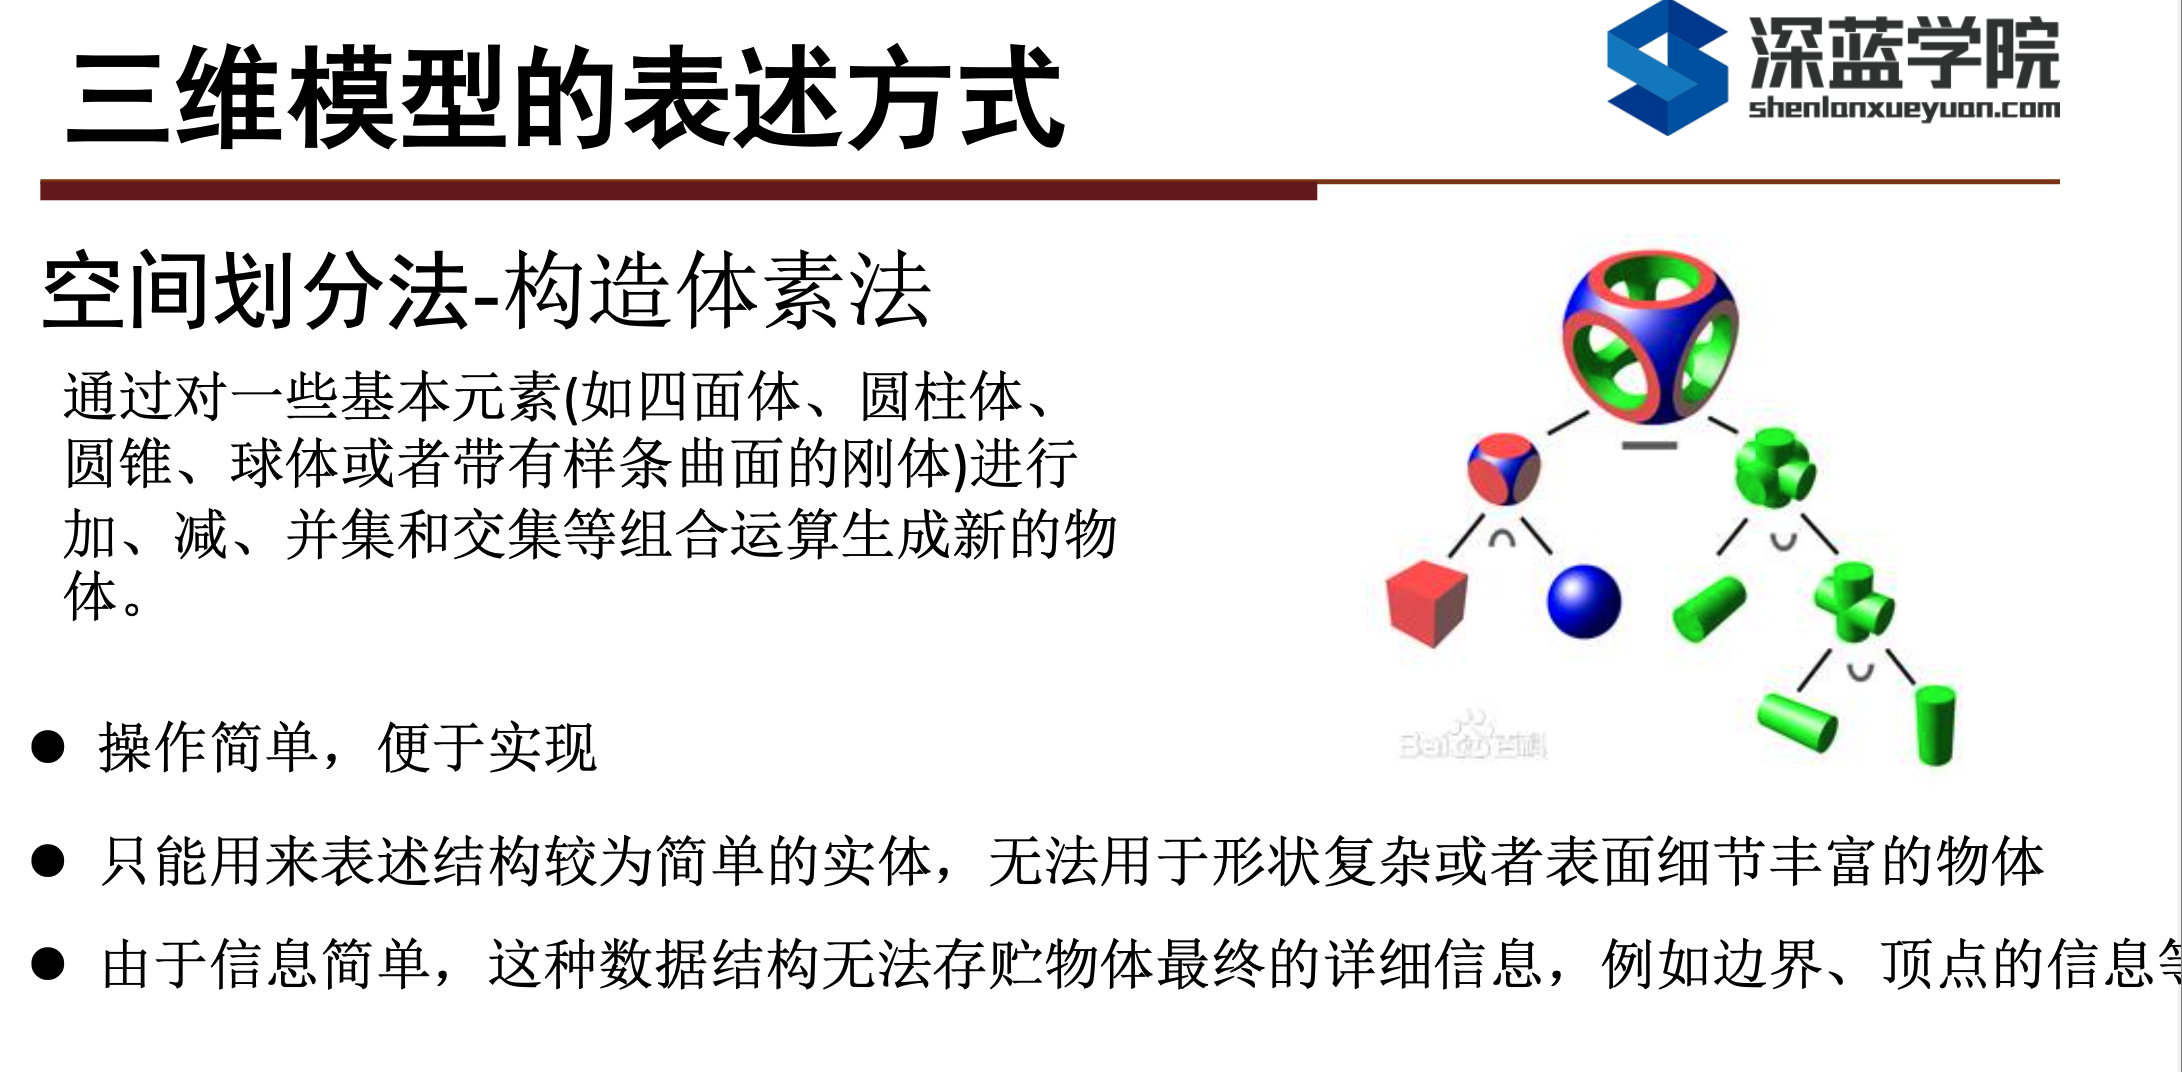 三维模型的表述方式
深蓝学院
shenlanxueyuan.com
空间划分法-构造体素法
通过对一些基本元素(如四面体、圆柱体、
圆锥、球体或者带有样条曲面的刚体)进行
加、减、并集和交集等组合运算生成新的物
体。
Baidu百科
● 操作简单，便于实现
● 只能用来表述结构较为简单的实体，无法用于形状复杂或者表面细节丰富的物体
● 由于信息简单，这种数据结构无法存贮物体最终的详细信息，例如边界、顶点的信息等